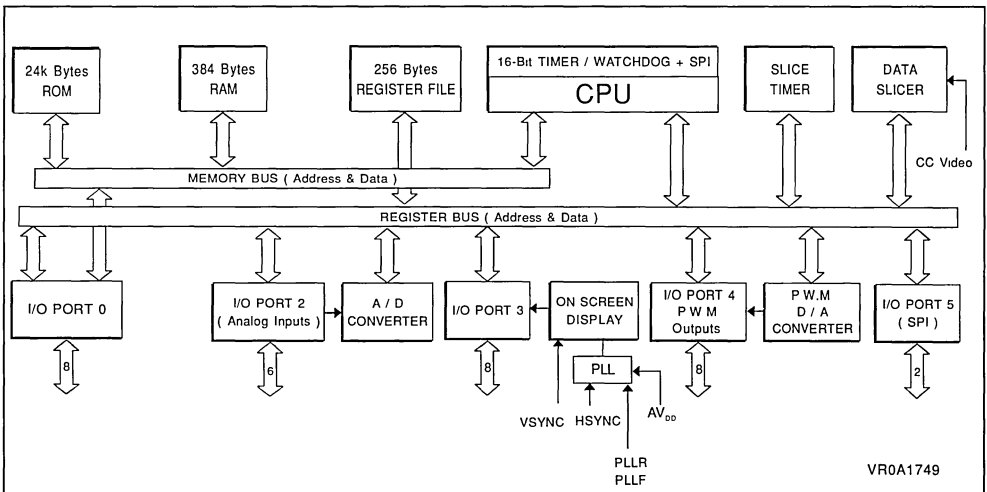 24k Bytes
ROM
384 Bytes
RAM
256 Bytes
REGISTER FILE
16-Bit TIMER / WATCHDOG + SPI
CPU
SLICE
TIMER
DATA
SLICER
CC Video
MEMORY BUS ( Address & Data )
REGISTER BUS ( Address & Data )
I/O PORT 0
I/O PORT 2
( Analog Inputs )
A / D
CONVERTER
I/O PORT 3
ON SCREEN
DISPLAY
I/O PORT 4
P W M
Outputs
P W.M
D / A
CONVERTER
I/O PORT 5
( SPI )
PLL
8
6
8
8
2
VSYNC
HSYNC
AVDD
PLLR
PLLF
VR0A1749